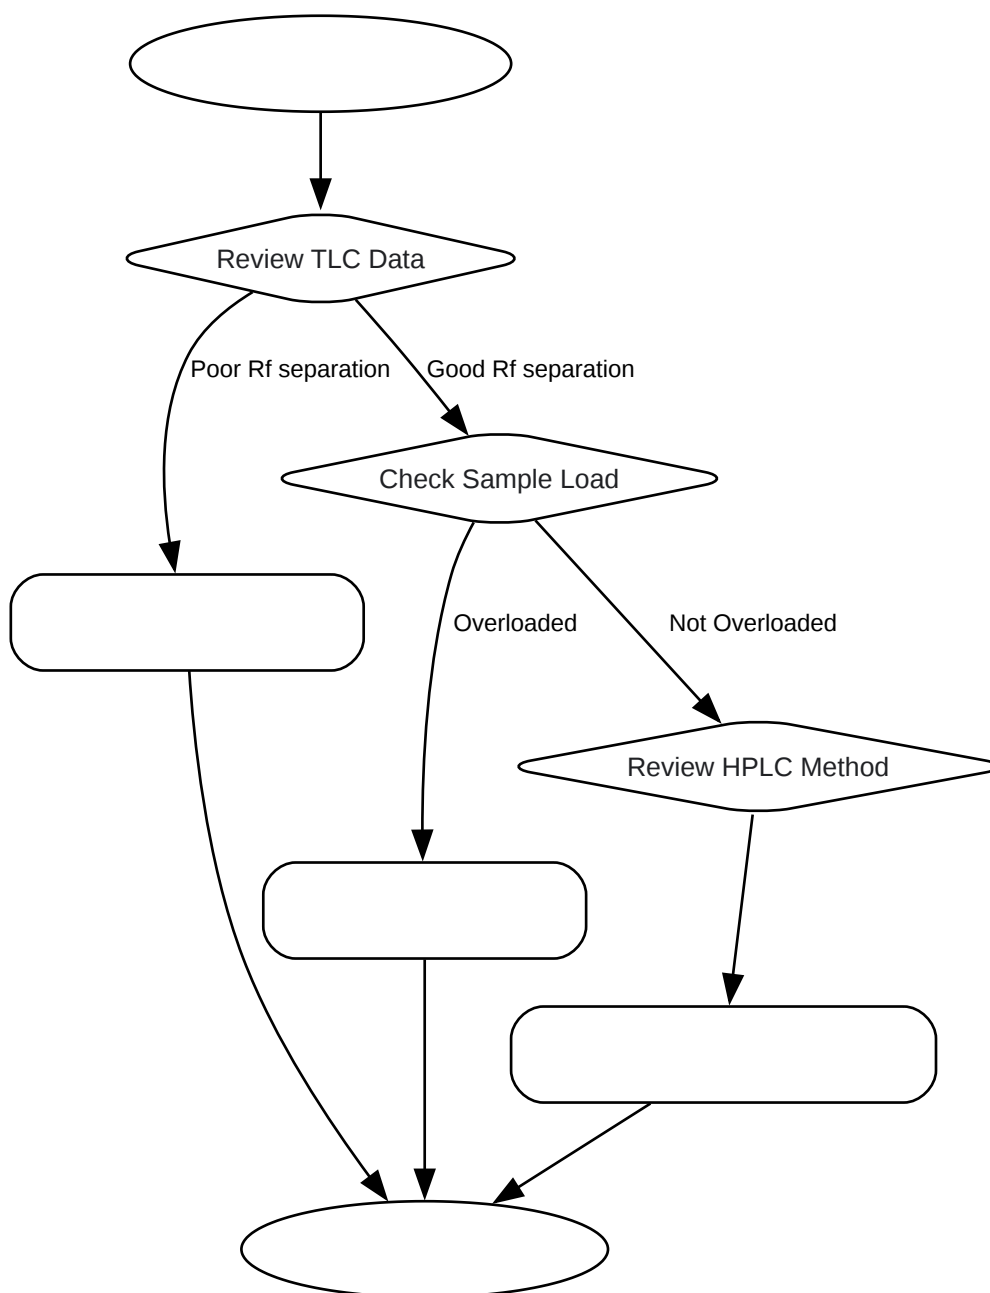 Review TLC Data
Poor Rf separation
Good Rf separation
Check Sample Load
Overloaded
Not Overloaded
Review HPLC Method